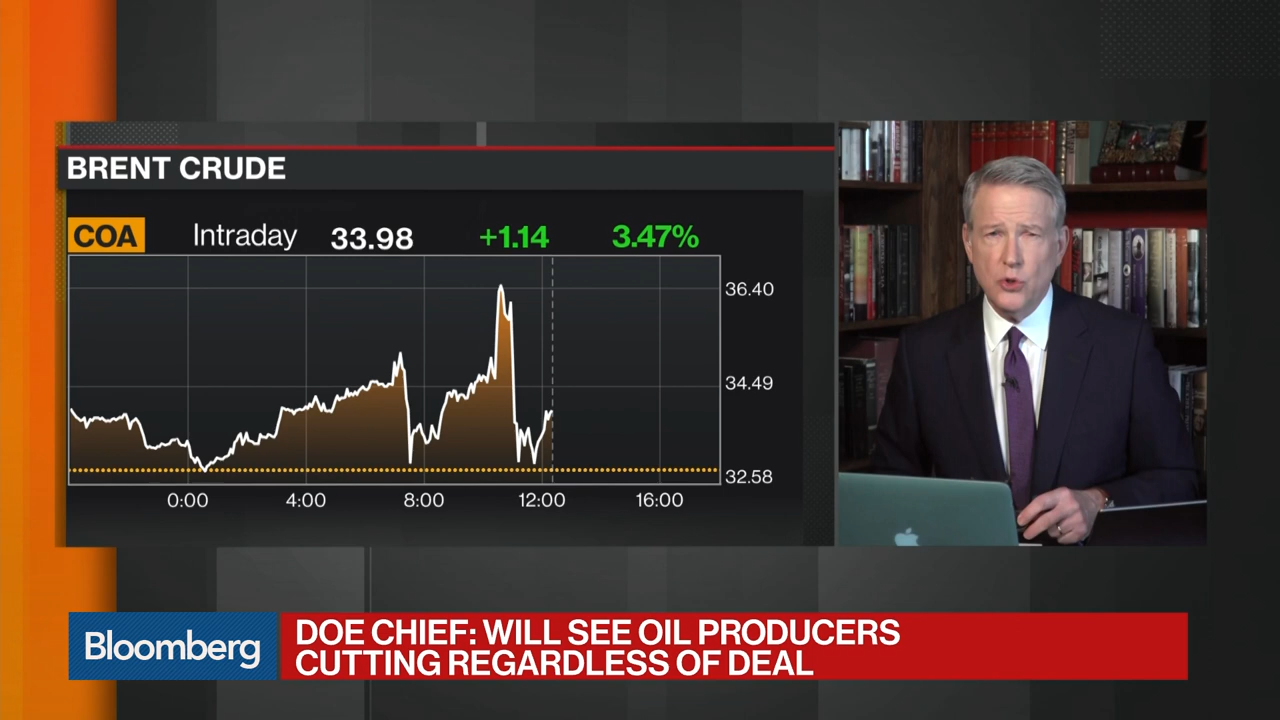 BRENT CRUDE
COA Intraday 33.98 +1.14 3.47%
36.40
34.49
32.58
0:00 4:00 8:00 12:00 16:00
Bloomberg
DOE CHIEF: WILL SEE OIL PRODUCERS
CUTTING REGARDLESS OF DEAL